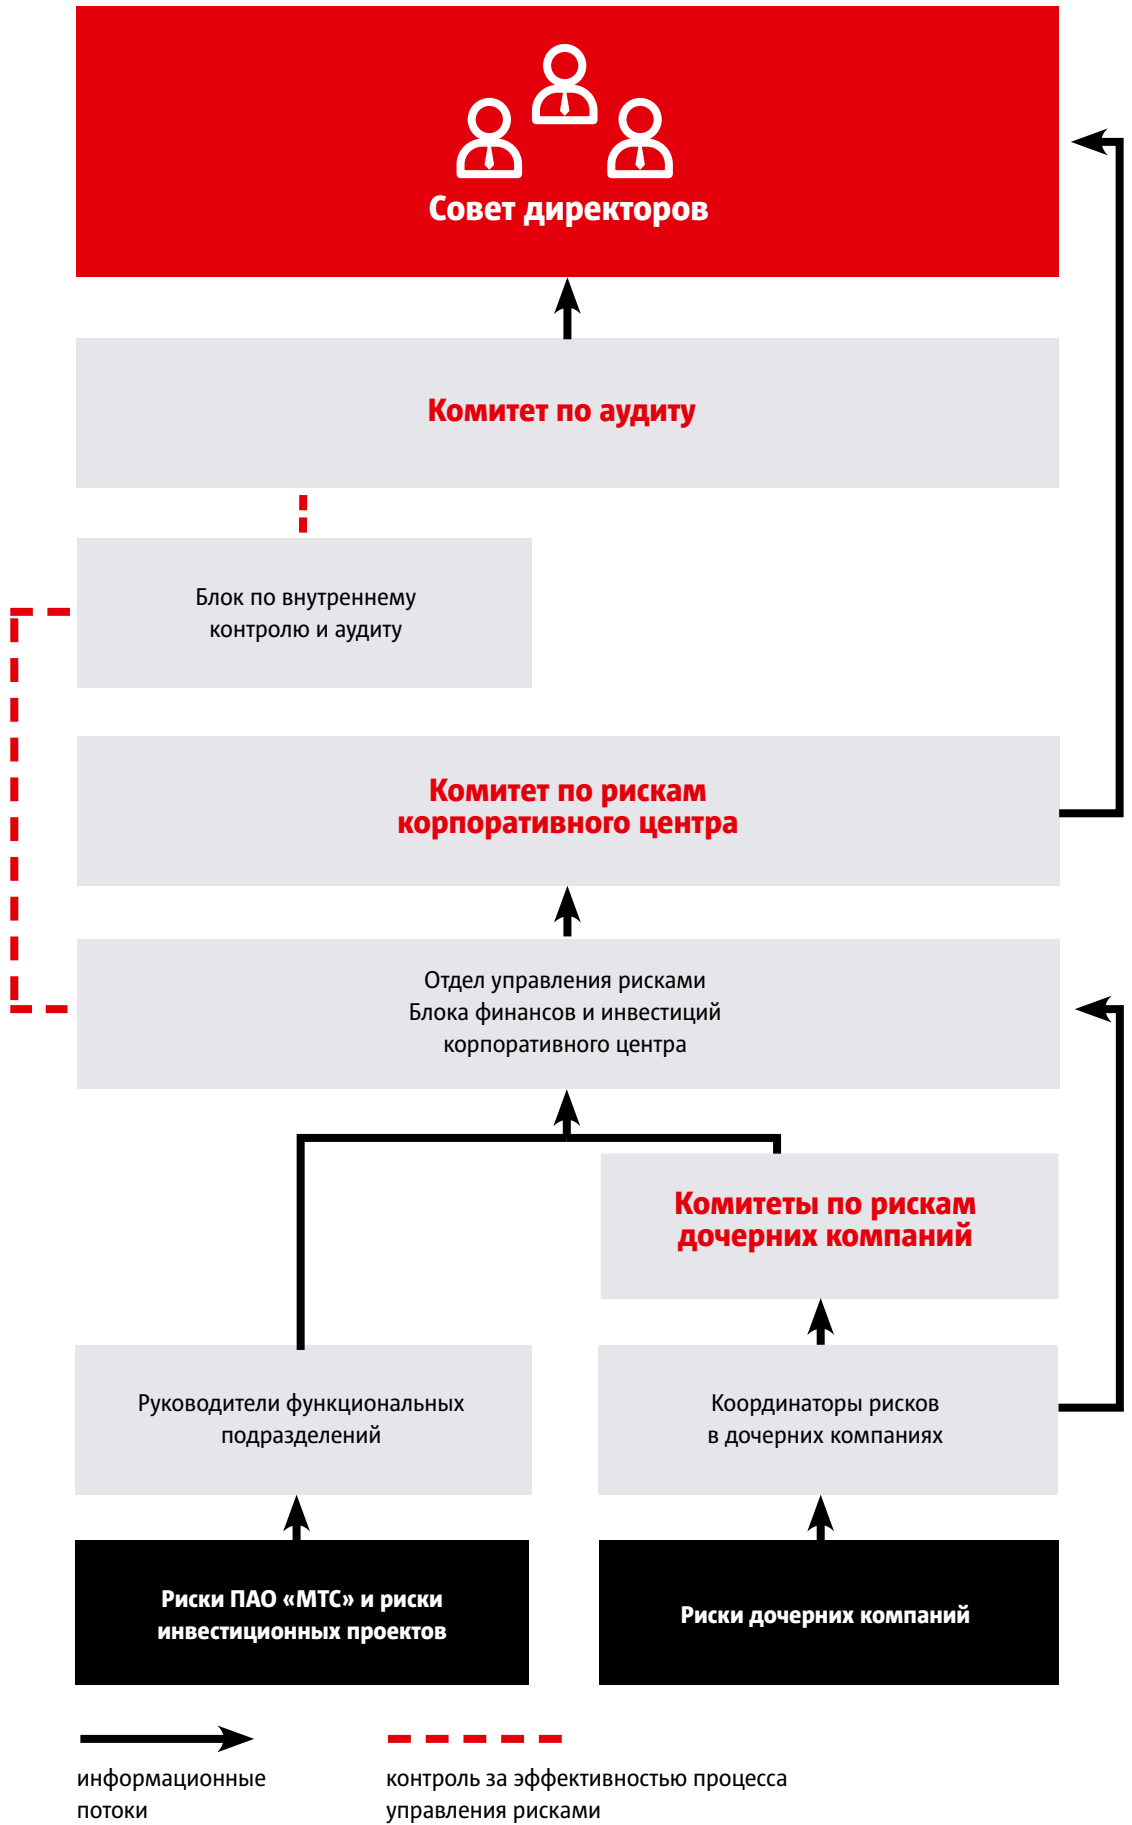 Совет директоров
Комитет по аудиту
Блок по внутреннему
контролю и аудиту
Комитет по рискам
корпоративного центра
Отдел управления рисками
Блока финансов и инвестиций
корпоративного центра
Комитеты по рискам
дочерних компаний
Руководители функциональных
подразделений
Координаторы рисков
в дочерних компаниях
Риски ПАО «МТС» и риски
инвестиционных проектов
Риски дочерних компаний
информационные
потоки
контроль за эффективностью процесса
управления рисками